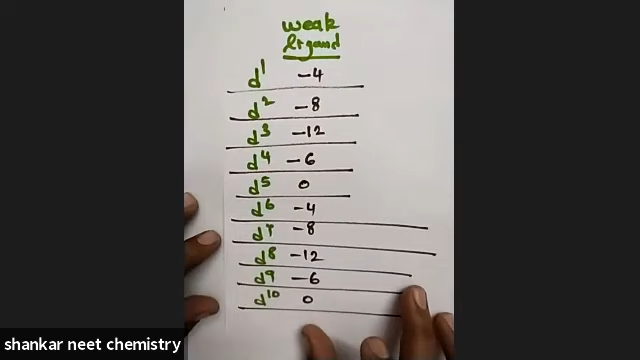 weak
ligand
d1 -4
d2 -8
d3 -12
d4 -6
d5 0
d6 -4
d7 -8
d8 -12
d9 -6
d10 0
shankar neet chemistry